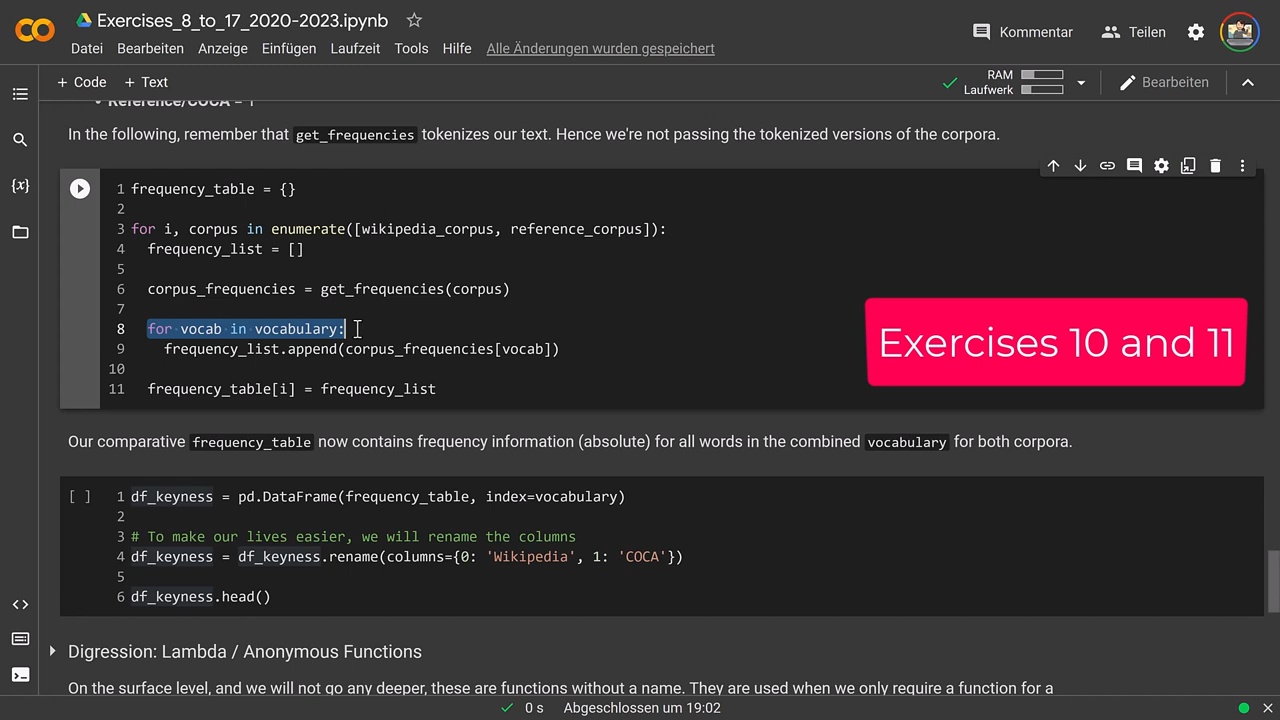 Exercises_8_to_17_2020-2023.ipynb
Datei Bearbeiten Anzeige Einfügen Laufzeit Tools Hilfe Alle Änderungen wurden gespeichert
Kommentar Teilen
+ Code + Text
RAM
Laufwerk
Bearbeiten
• Reference/COCA = 1
In the following, remember that get_frequencies tokenizes our text. Hence we're not passing the tokenized versions of the corpora.
1 frequency_table = {}
2
3 for i, corpus in enumerate([wikipedia_corpus, reference_corpus]):
4 frequency_list = []
5
6 corpus_frequencies = get_frequencies(corpus)
7
8 for vocab in vocabulary:
9 frequency_list.append(corpus_frequencies[vocab])
10
11 frequency_table[i] = frequency_list
Exercises 10 and 11
Our comparative frequency_table now contains frequency information (absolute) for all words in the combined vocabulary for both corpora.
[ ] 1 df_keyness = pd.DataFrame(frequency_table, index=vocabulary)
2
3 # To make our lives easier, we will rename the columns
4 df_keyness = df_keyness.rename(columns={0: 'Wikipedia', 1: 'COCA'})
5
6 df_keyness.head()
Digression: Lambda / Anonymous Functions
On the surface level, and we will not go any deeper, these are functions without a name. They are used when we only require a function for a
0 s Abgeschlossen um 19:02